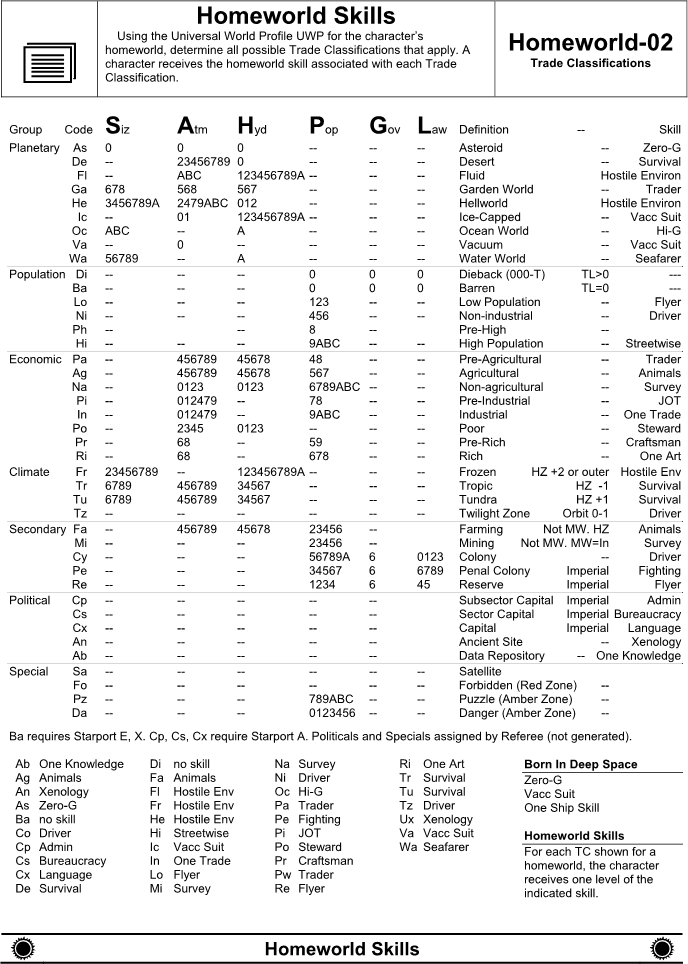 Homeworld Skills
Using the Universal World Profile UWP for the character's
homeworld, determine all possible Trade Classifications that apply. A
character receives the homeworld skill associated with each Trade
Classification.
Homeworld-02
Trade Classifications
Group Code Siz Atm Hyd Pop Gov Law Definition -- Skill
Planetary As 0 0 0 -- -- -- Asteroid -- Zero-G
De -- 23456789 0 -- -- -- Desert -- Survival
Fl -- ABC 123456789A -- -- -- Fluid Hostile Environ
Ga 678 568 567 -- -- -- Garden World -- Trader
He 3456789A 2479ABC 012 -- -- -- Hellworld Hostile Environ
Ic -- 01 123456789A -- -- -- Ice-Capped -- Vacc Suit
Oc ABC -- A -- -- -- Ocean World -- Hi-G
Va -- 0 -- -- -- -- Vacuum -- Vacc Suit
Wa 56789 -- A -- -- -- Water World -- Seafarer
Population Di -- -- -- 0 0 0 Dieback (000-T) TL>0 ---
Ba -- -- -- 0 0 0 Barren TL=0 ---
Lo -- -- -- 123 -- -- Low Population -- Flyer
Ni -- -- -- 456 -- -- Non-industrial -- Driver
Ph -- -- -- 8 -- -- Pre-High --
Hi -- -- -- 9ABC -- -- High Population -- Streetwise
Economic Pa -- 456789 45678 48 -- -- Pre-Agricultural -- Trader
Ag -- 456789 45678 567 -- -- Agricultural -- Animals
Na -- 0123 0123 6789ABC -- -- Non-agricultural -- Survey
Pi -- 012479 -- 78 -- -- Pre-Industrial -- JOT
In -- 012479 -- 9ABC -- -- Industrial -- One Trade
Po -- 2345 0123 -- -- -- Poor -- Steward
Pr -- 68 -- 59 -- -- Pre-Rich -- Craftsman
Ri -- 68 -- 678 -- -- Rich -- One Art
Climate Fr 23456789 -- 123456789A -- -- -- Frozen HZ +2 or outer Hostile Env
Tr 6789 456789 34567 -- -- -- Tropic HZ -1 Survival
Tu 6789 456789 34567 -- -- -- Tundra HZ +1 Survival
Tz -- -- -- -- -- -- Twilight Zone Orbit 0-1 Driver
Secondary Fa -- 456789 45678 23456 -- Farming Not MW. HZ Animals
Mi -- -- -- 23456 -- Mining Not MW. MW=In Survey
Cy -- -- -- 56789A 6 0123 Colony -- Driver
Pe -- -- -- 34567 6 6789 Penal Colony Imperial Fighting
Re -- -- -- 1234 6 45 Reserve Imperial Flyer
Political Cp -- -- -- -- -- -- Subsector Capital Imperial Admin
Cs -- -- -- -- -- -- Sector Capital Imperial Bureaucracy
Cx -- -- -- -- -- -- Capital Imperial Language
An -- -- -- -- -- -- Ancient Site -- Xenology
Ab -- -- -- -- -- -- Data Repository -- One Knowledge
Special Sa -- -- -- -- -- -- Satellite
Fo -- -- -- -- -- -- Forbidden (Red Zone) --
Pz -- -- -- 789ABC -- -- Puzzle (Amber Zone) --
Da -- -- -- 0123456 -- -- Danger (Amber Zone) --
Ba requires Starport E, X. Cp, Cs, Cx require Starport A. Politicals and Specials assigned by Referee (not generated).
Ab One Knowledge
Ag Animals
An Xenology
As Zero-G
Ba no skill
Co Driver
Cp Admin
Cs Bureaucracy
Cx Language
De Survival
Di no skill
Fa Animals
Fl Hostile Env
Fr Hostile Env
He Hostile Env
Hi Streetwise
Ic Vacc Suit
In One Trade
Lo Flyer
Mi Survey
Na Survey
Ni Driver
Oc Hi-G
Pa Trader
Pe Fighting
Pi JOT
Po Steward
Pr Craftsman
Pw Trader
Re Flyer
Ri One Art
Tr Survival
Tu Survival
Tz Driver
Ux Xenology
Va Vacc Suit
Wa Seafarer
Born In Deep Space
Zero-G
Vacc Suit
One Ship Skill
Homeworld Skills
For each TC shown for a
homeworld, the character
receives one level of the
indicated skill.
Homeworld Skills